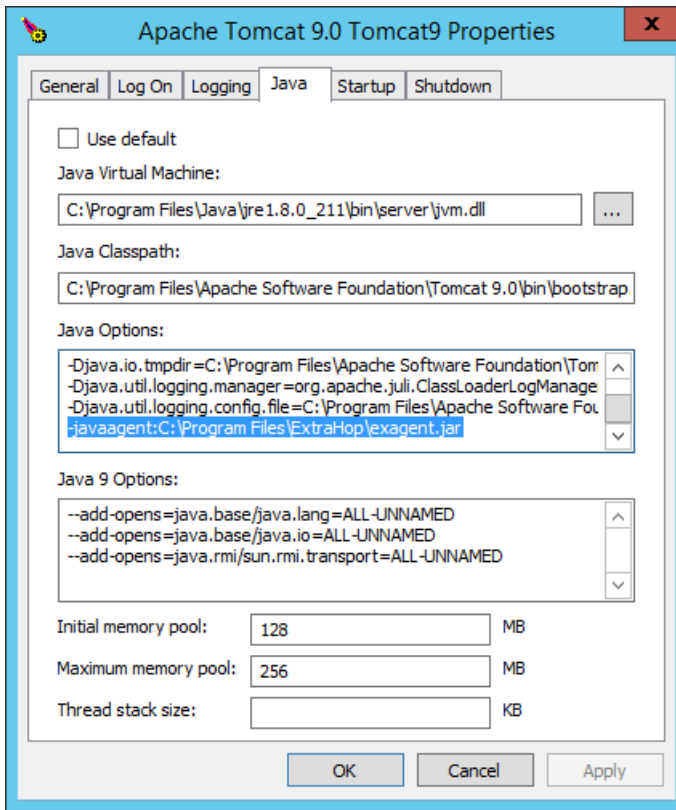 Apache Tomcat 9.0 Tomcat9 Properties
x
General Log On Logging Java Startup Shutdown
Use default
Java Virtual Machine:
C:\Program Files\Java\jre1.8.0_211\bin\server\jvm.dll ...
Java Classpath:
C:\Program Files\Apache Software Foundation\Tomcat 9.0\bin\bootstrap
Java Options:
-Djava.io.tmpdir=C:\Program Files\Apache Software Foundation\Tom
-Djava.util.logging.manager=org.apache.juli.ClassLoaderLogManager
-Djava.util.logging.config.file=C:\Program Files\Apache Software Fou
-javaagent:C:\Program Files\ExtraHop\exagent.jar
Java 9 Options:
--add-opens=java.base/java.lang=ALL-UNNAMED
--add-opens=java.base/java.io=ALL-UNNAMED
--add-opens=java.rmi/sun.rmi.transport=ALL-UNNAMED
Initial memory pool: 128 MB
Maximum memory pool: 256 MB
Thread stack size: KB
OK Cancel Apply